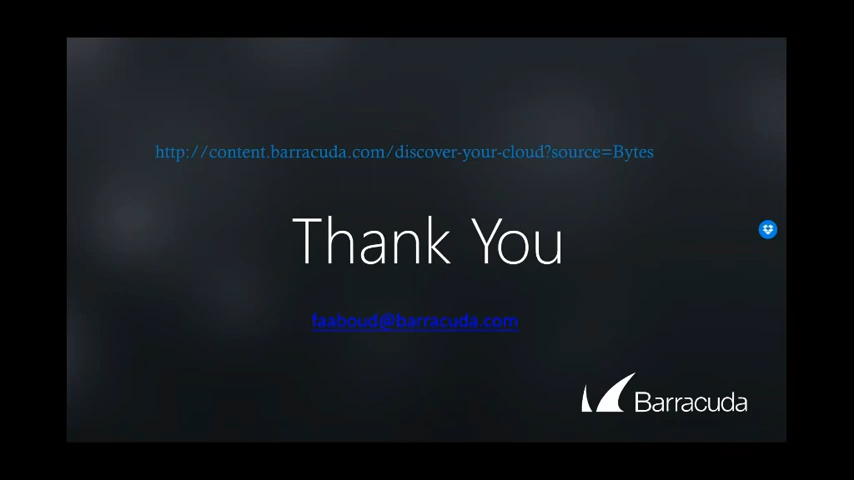 http://content.barracuda.com/discover-your-cloud?source=Bytes
Thank You
faaboud@barracuda.com
Barracuda